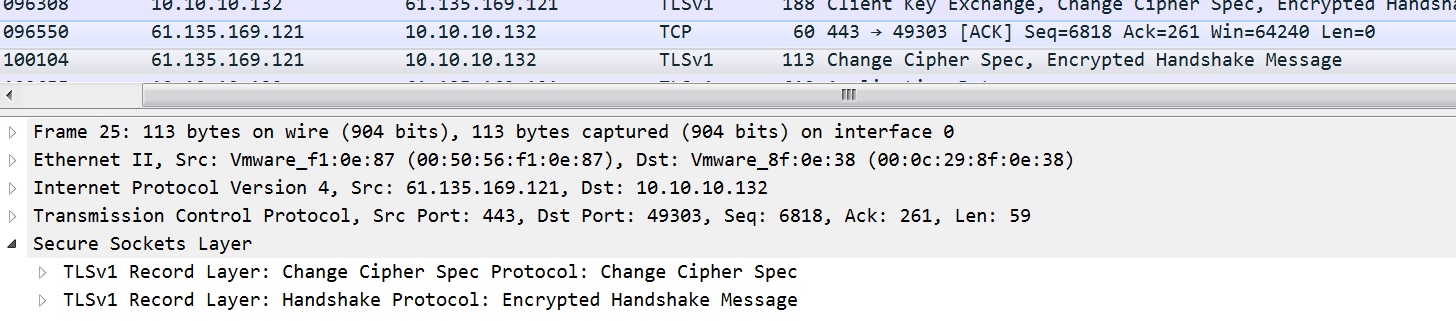 096308 10.10.10.132 61.135.169.121 TLSv1 188 Client Key Exchange, Change Cipher Spec, Encrypted
096550 61.135.169.121 10.10.10.132 TCP 60 443 → 49303 [ACK] Seq=6818 Ack=261 Win=64240 Len=0
100104 61.135.169.121 10.10.10.132 TLSv1 113 Change Cipher Spec, Encrypted Handshake Message
Frame 25: 113 bytes on wire (904 bits), 113 bytes captured (904 bits) on interface 0
Ethernet II, Src: Vmware_f1:0e:87 (00:50:56:f1:0e:87), Dst: Vmware_8f:0e:38 (00:0c:29:8f:0e:38)
Internet Protocol Version 4, Src: 61.135.169.121, Dst: 10.10.10.132
Transmission Control Protocol, Src Port: 443, Dst Port: 49303, Seq: 6818, Ack: 261, Len: 59
Secure Sockets Layer
TLSv1 Record Layer: Change Cipher Spec Protocol: Change Cipher Spec
TLSv1 Record Layer: Handshake Protocol: Encrypted Handshake Message